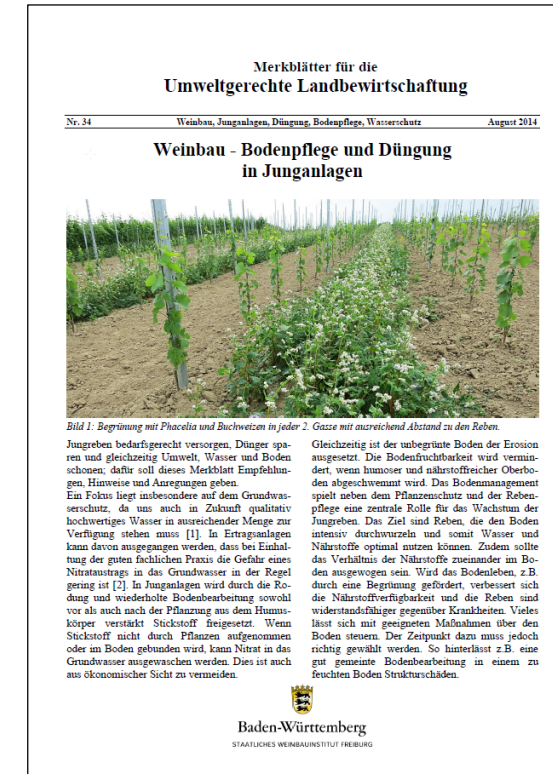 Merkblätter für die
Umweltgerechte Landbewirtschaftung
Nr. 34 Weinbau, Junganlagen, Düngung, Bodenpflege, Wasserschutz August 2014
Weinbau - Bodenpflege und Düngung
in Junganlagen
Bild 1: Begrünung mit Phacelia und Buchweizen in jeder 2. Gasse mit ausreichend Abstand zu den Reben.
Jungreben bedarfsgerecht versorgen, Dünger spa-
ren und gleichzeitig Umwelt, Wasser und Boden
schonen; dafür soll dieses Merkblatt Empfehlun-
gen, Hinweise und Anregungen geben.
Ein Fokus liegt insbesondere auf dem Grundwas-
serschutz, da uns auch in Zukunft qualitativ
hochwertiges Wasser in ausreichender Menge zur
Verfügung stehen muss [1]. In Ertragsanlagen
kann davon ausgegangen werden, dass bei Einhal-
tung der guten fachlichen Praxis die Gefahr eines
Nitrataustrags in das Grundwasser in der Regel
gering ist [2]. In Junganlagen wird durch die Ro-
dung und wiederholte Bodenbearbeitung sowohl
vor als auch nach der Pflanzung aus dem Humus-
körper verstärkt Stickstoff freigesetzt. Wenn
Stickstoff nicht durch Pflanzen aufgenommen
oder im Boden gebunden wird, kann Nitrat in das
Grundwasser ausgewaschen werden. Dies ist auch
aus ökonomischer Sicht zu vermeiden.
Gleichzeitig ist der unbegrünte Boden der Erosion
ausgesetzt. Die Bodenfruchtbarkeit wird vermin-
dert, wenn humoser und nährstoffreicher Oberbo-
den abgeschwemmt wird. Das Bodenmanagement
spielt neben dem Pflanzenschutz und der Reben-
pflege eine zentrale Rolle für das Wachstum der
Jungreben. Das Ziel sind Reben, die den Boden
intensiv durchwurzeln und somit Wasser und
Nährstoffe optimal nutzen können. Zudem sollte
das Verhältnis der Nährstoffe zueinander im Bo-
den ausgewogen sein. Wird das Bodenleben, z.B.
durch eine Begrünung gefördert, verbessert sich
die Nährstoffverfügbarkeit und die Reben sind
widerstandsfähiger gegenüber Krankheiten. Vieles
lässt sich mit geeigneten Maßnahmen über den
Boden steuern. Der Zeitpunkt dazu muss jedoch
richtig gewählt werden. So hinterlässt z.B. eine
gut gemeinte Bodenbearbeitung in einem zu
feuchten Boden Strukturschäden.
Baden-Württemberg
STAATLICHES WEINBAUINSTITUT FREIBURG